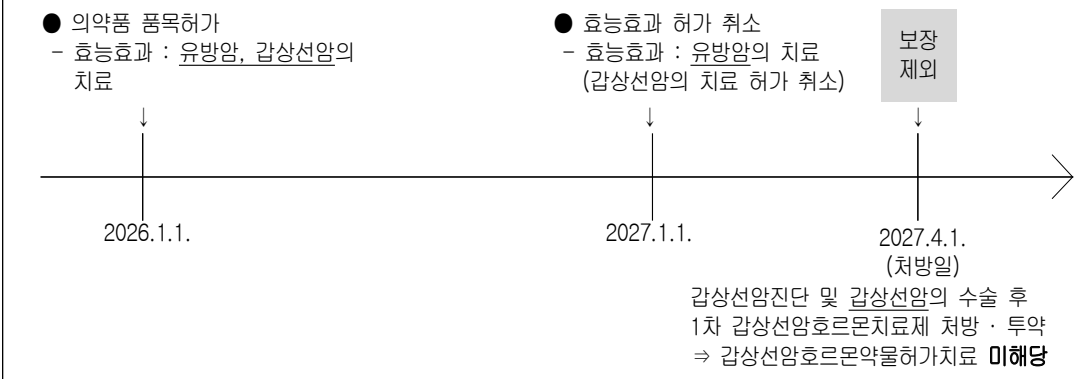 ● 의약품 품목허가
- 효능효과 : 유방암, 갑상선암의
치료
● 효능효과 허가 취소
- 효능효과 : 유방암의 치료
(갑상선암의 치료 허가 취소)
보장
제외
↓
↓
↓
2026.1.1.
2027.1.1.
2027.4.1.
(처방일)
갑상선암진단 및 갑상선암의 수술 후
1차 갑상선암호르몬치료제 처방 · 투약
⇒ 갑상선암호르몬약물허가치료 미해당